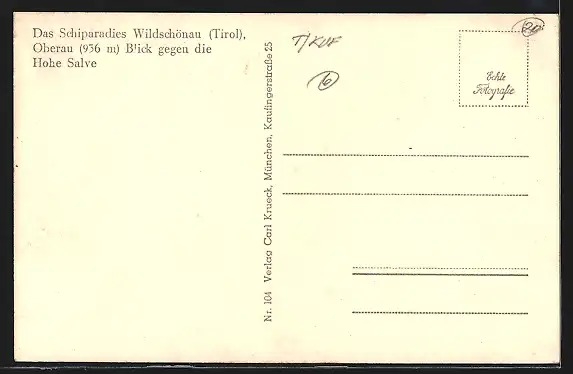 Das Schiparadies Wildschönau (Tirol),
Oberau (936 m) Blick gegen die
Hohe Salve
Nr. 104 Verlag Carl Krueck, München, Kaufingerstraße 25
T/KUF
6
20
Echte
Fotografie